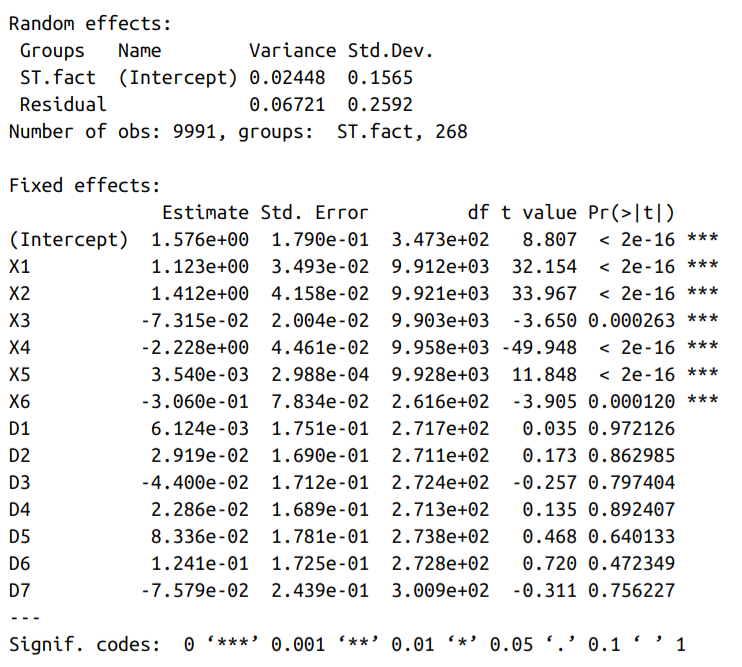 Random effects:
 Groups   Name        Variance Std.Dev.
 ST.fact  (Intercept) 0.02448  0.1565
 Residual             0.06721  0.2592
Number of obs: 9991, groups:  ST.fact, 268

Fixed effects:
              Estimate Std. Error         df t value Pr(>|t|)
(Intercept)  1.576e+00  1.790e-01  3.473e+02   8.807  < 2e-16 ***
X1           1.123e+00  3.493e-02  9.912e+03  32.154  < 2e-16 ***
X2           1.412e+00  4.158e-02  9.921e+03  33.967  < 2e-16 ***
X3          -7.315e-02  2.004e-02  9.903e+03  -3.650 0.000263 ***
X4          -2.228e+00  4.461e-02  9.958e+03 -49.948  < 2e-16 ***
X5           3.540e-03  2.988e-04  9.928e+03  11.848  < 2e-16 ***
X6          -3.060e-01  7.834e-02  2.616e+02  -3.905 0.000120 ***
D1           6.124e-03  1.751e-01  2.717e+02   0.035 0.972126
D2           2.919e-02  1.690e-01  2.711e+02   0.173 0.862985
D3          -4.400e-02  1.712e-01  2.724e+02  -0.257 0.797404
D4           2.286e-02  1.689e-01  2.713e+02   0.135 0.892407
D5           8.336e-02  1.781e-01  2.738e+02   0.468 0.640133
D6           1.241e-01  1.725e-01  2.728e+02   0.720 0.472349
D7          -7.579e-02  2.439e-01  3.009e+02  -0.311 0.756227
---
Signif. codes:  0 ‘***’ 0.001 ‘**’ 0.01 ‘*’ 0.05 ‘.’ 0.1 ‘ ’ 1